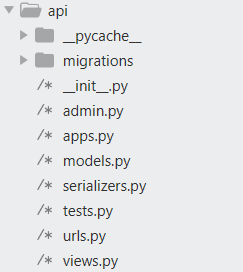 api
__pycache__
migrations
/* __init__.py
/* admin.py
/* apps.py
/* models.py
/* serializers.py
/* tests.py
/* urls.py
/* views.py